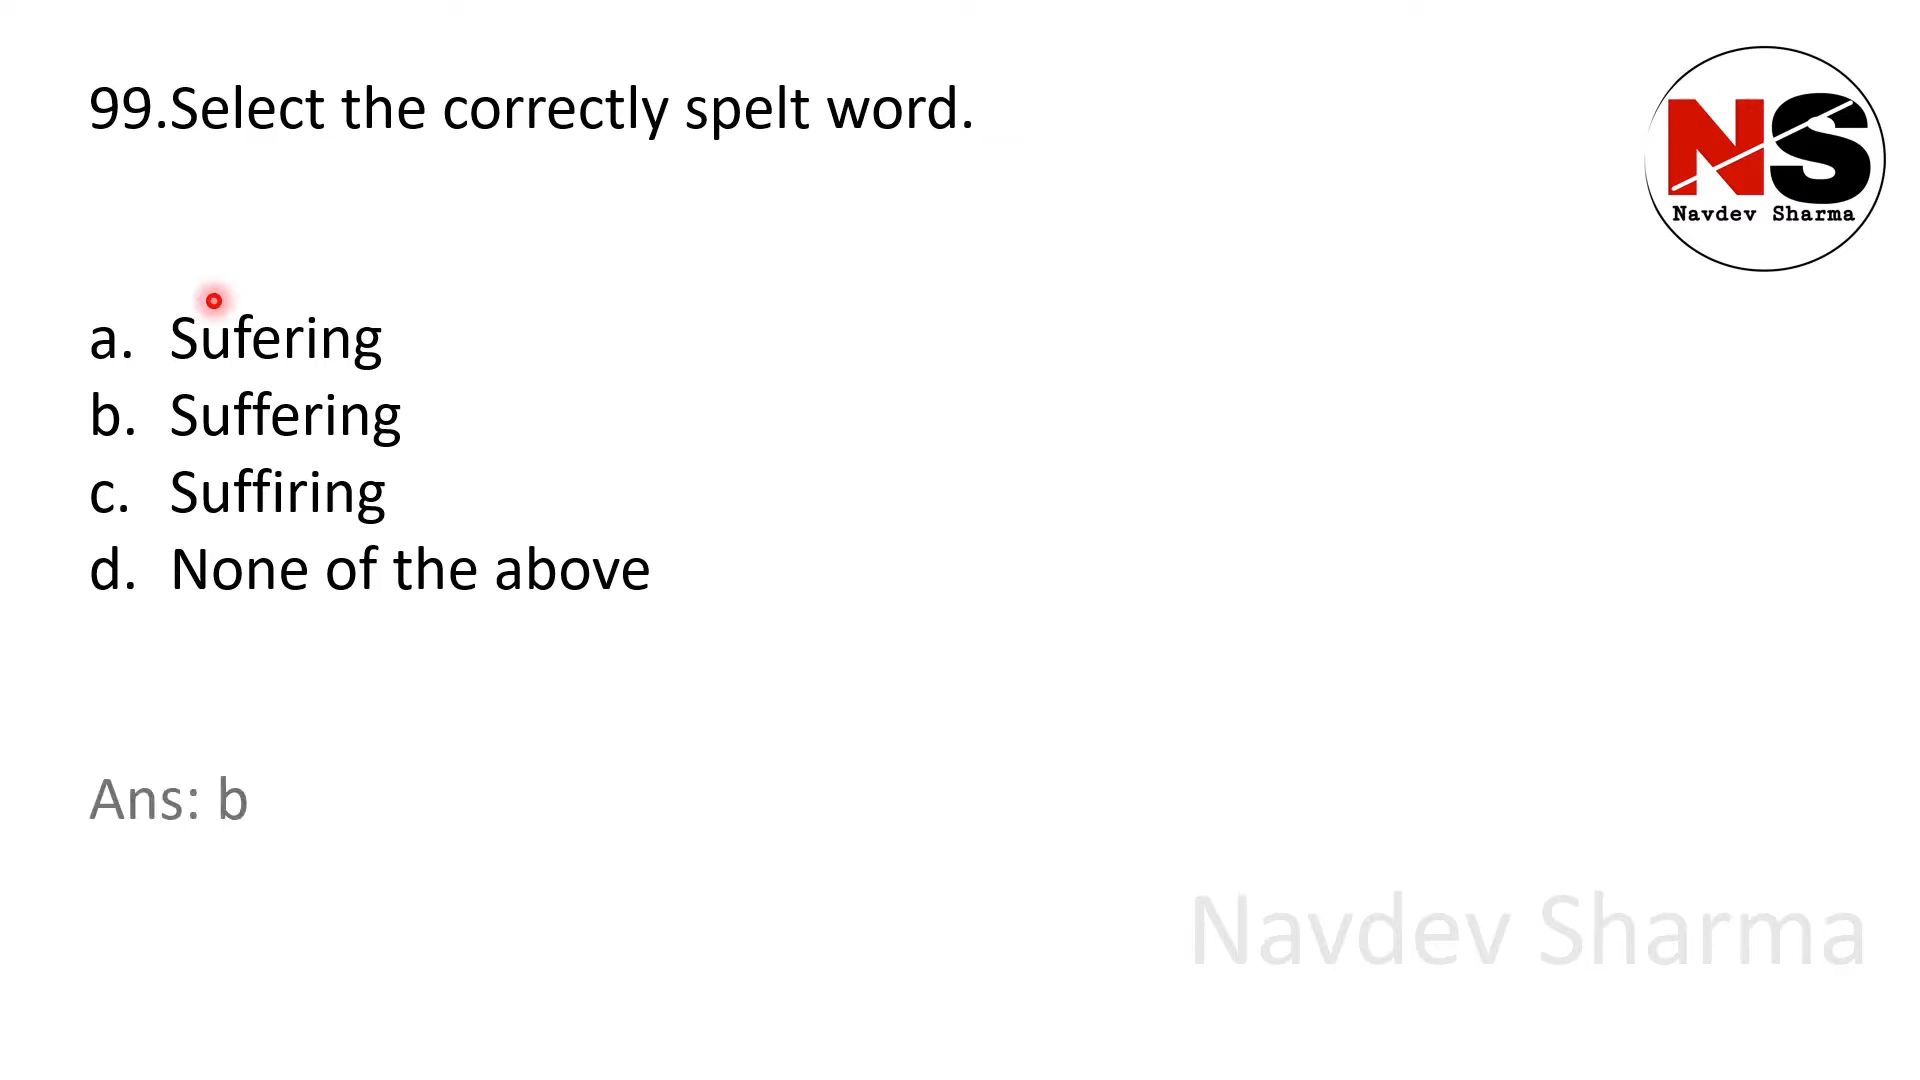 99.Select the correctly spelt word.
NS
Navdev Sharma
a. Sufering
b. Suffering
c. Suffiring
d. None of the above
Ans: b
Navdev Sharma